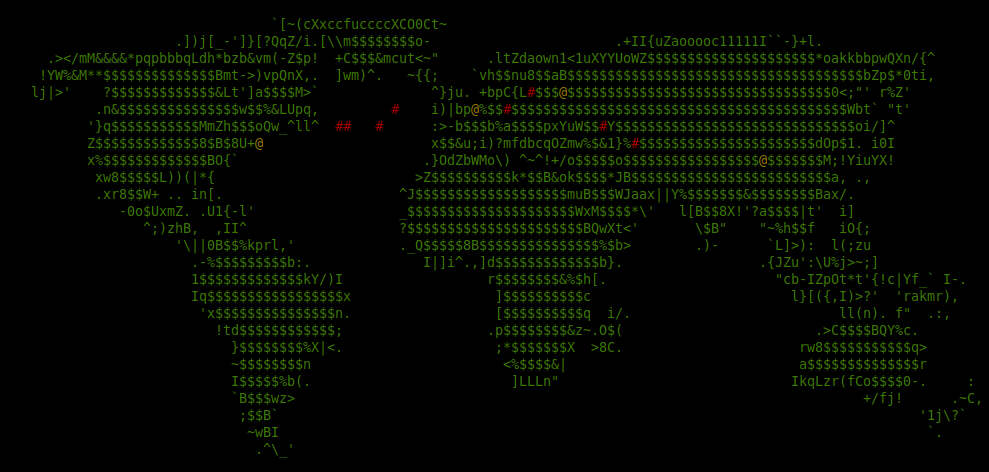 `[~(cXxccfuccccXCO0Ct~
.])j[_-']}[?QqZ/i.[\\m$$$$$$$$o- .+II{uZaooooc11111I``-}+l.
.></mM&&&&*pqpbbbqLdh*bzb&vm(-Z$p! +C$$$&mcut<~" .ltZdaown1<1uXYYUoWZ$$$$$$$$$$$$$$$$$$$$$*oakkbbpwQXn/{^
!YW%&M**$$$$$$$$$$$$$$Bmt->)vpQnX,. ]wm)^. ~{{; `vh$$nu8$$aB$$$$$$$$$$$$$$$$$$$$$$$$$$$$$$$$$$$$$bZp$*0ti,
lj|>' ?$$$$$$$$$$$$$&Lt']a$$$$M>` ^}ju. +bpC{L#$$$@$$$$$$$$$$$$$$$$$$$$$$$$$$$$$$$$$0<;"' r%Z'
.n&$$$$$$$$$$$$$$w$$%&LUpq, # i)|bp@%$$#$$$$$$$$$$$$$$$$$$$$$$$$$$$$$$$$$$$$$$$$$$Wbt` "t'
'}q$$$$$$$$$$$MmZh$$$oQw_^ll^ ## # :>-b$$$b%a$$$$pxYuW$$#Y$$$$$$$$$$$$$$$$$$$$$$$$$$$$$$oi/]^
Z$$$$$$$$$$$$$8$B$8U+@ x$$&u;i)?mfdbcQOZmw%$&1}%#$$$$$$$$$$$$$$$$$$$$$$dOp$1. i0I
x%$$$$$$$$$$$$$BO{` .}OdZbWMo\) ^~^!+/o$$$$$o$$$$$$$$$$$$$$$$$@$$$$$$$M;!YiuYX!
xw8$$$$$L))(|*{ >Z$$$$$$$$$$k*$$B&ok$$$$*JB$$$$$$$$$$$$$$$$$$$$$$$$$a, .,
.xr8$$W+ .. in[. ^J$$$$$$$$$$$$$$$$$$$muB$$$WJaax||Y%$$$$$$$&$$$$$$$$Bax/.
-0o$UxmZ. .U1{-l' _$$$$$$$$$$$$$$$$$$$$$WxM$$$$*\' l[B$$8X!'?a$$$$|t' i]
^;)zhB, ,II^ ?$$$$$$$$$$$$$$$$$$$$$$BQwXt<' \$B" "~%h$$f iO{;
'\||0B$$%kprl,' ._Q$$$$$8B$$$$$$$$$$$$$$$%$b> .)- `L]>): l(;zu
.-%$$$$$$$$$b:. I|]i^.,]d$$$$$$$$$$$$$b}. .{JZu':\U%j>~;]
1$$$$$$$$$$$$$kY/)I r$$$$$$$$&%$h[. "cb-IZpOt*t'{!c|Yf_` I-.
Iq$$$$$$$$$$$$$$$$$x ]$$$$$$$$$$c l}[({,I)>?' 'rakmr),
'x$$$$$$$$$$$$$$$n. [$$$$$$$$$$q i/. ll(n). f" .:,
!td$$$$$$$$$$$$; .p$$$$$$$$&z~.O$( .>C$$$$BQY%c.
}$$$$$$$$%X|<. ;*$$$$$$$X >8C. rw8$$$$$$$$$$$q>
~$$$$$$$$n <%$$$$&| a$$$$$$$$$$$$$$r
I$$$$$%b(. ]LLLn" IkqLzr(fCo$$$$0-. :
`B$$$wz> +/fj! .~C,
;$$B` '1j\?`
~wBI `.
.^\_'